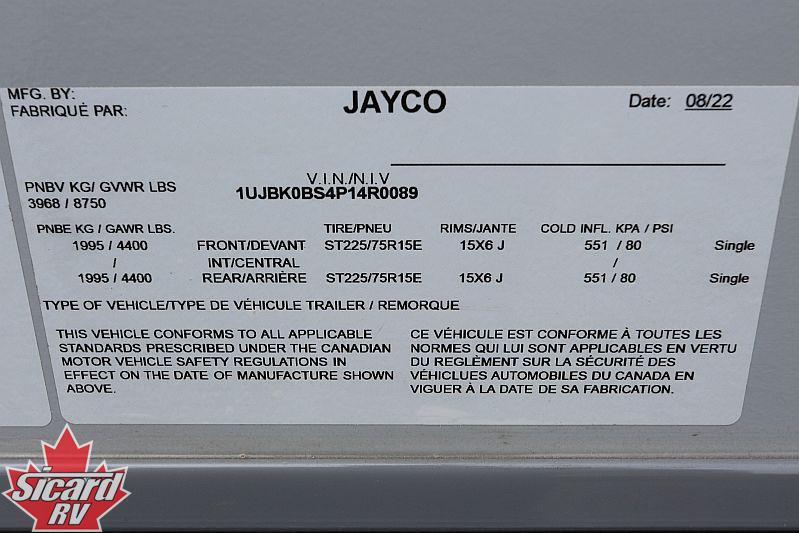 MFG. BY:
FABRIQUÉ PAR:
JAYCO
Date: 08/22
V.I.N./N.I.V
PNBV KG/ GVWR LBS
3968 / 8750
1UJBK0BS4P14R0089
PNBE KG / GAWR LBS. TIRE/PNEU RIMS/JANTE COLD INFL. KPA / PSI
1995 / 4400 FRONT/DEVANT ST225/75R15E 15X6 J 551 / 80 Single
/ INT/CENTRAL /
1995 / 4400 REAR/ARRIÈRE ST225/75R15E 15X6 J 551 / 80 Single
TYPE OF VEHICLE/TYPE DE VÉHICULE TRAILER / REMORQUE
THIS VEHICLE CONFORMS TO ALL APPLICABLE
STANDARDS PRESCRIBED UNDER THE CANADIAN
MOTOR VEHICLE SAFETY REGULATIONS IN
EFFECT ON THE DATE OF MANUFACTURE SHOWN
ABOVE.
CE VÉHICULE EST CONFORME À TOUTES LES
NORMES QUI LUI SONT APPLICABLES EN VERTU
DU REGLÈMENT SUR LA SÉCURITÉ DES
VÉHICLUES AUTOMOBILES DU CANADA EN
VIGUER À LA DATE DE SA FABRICATION.
Sicard
RV